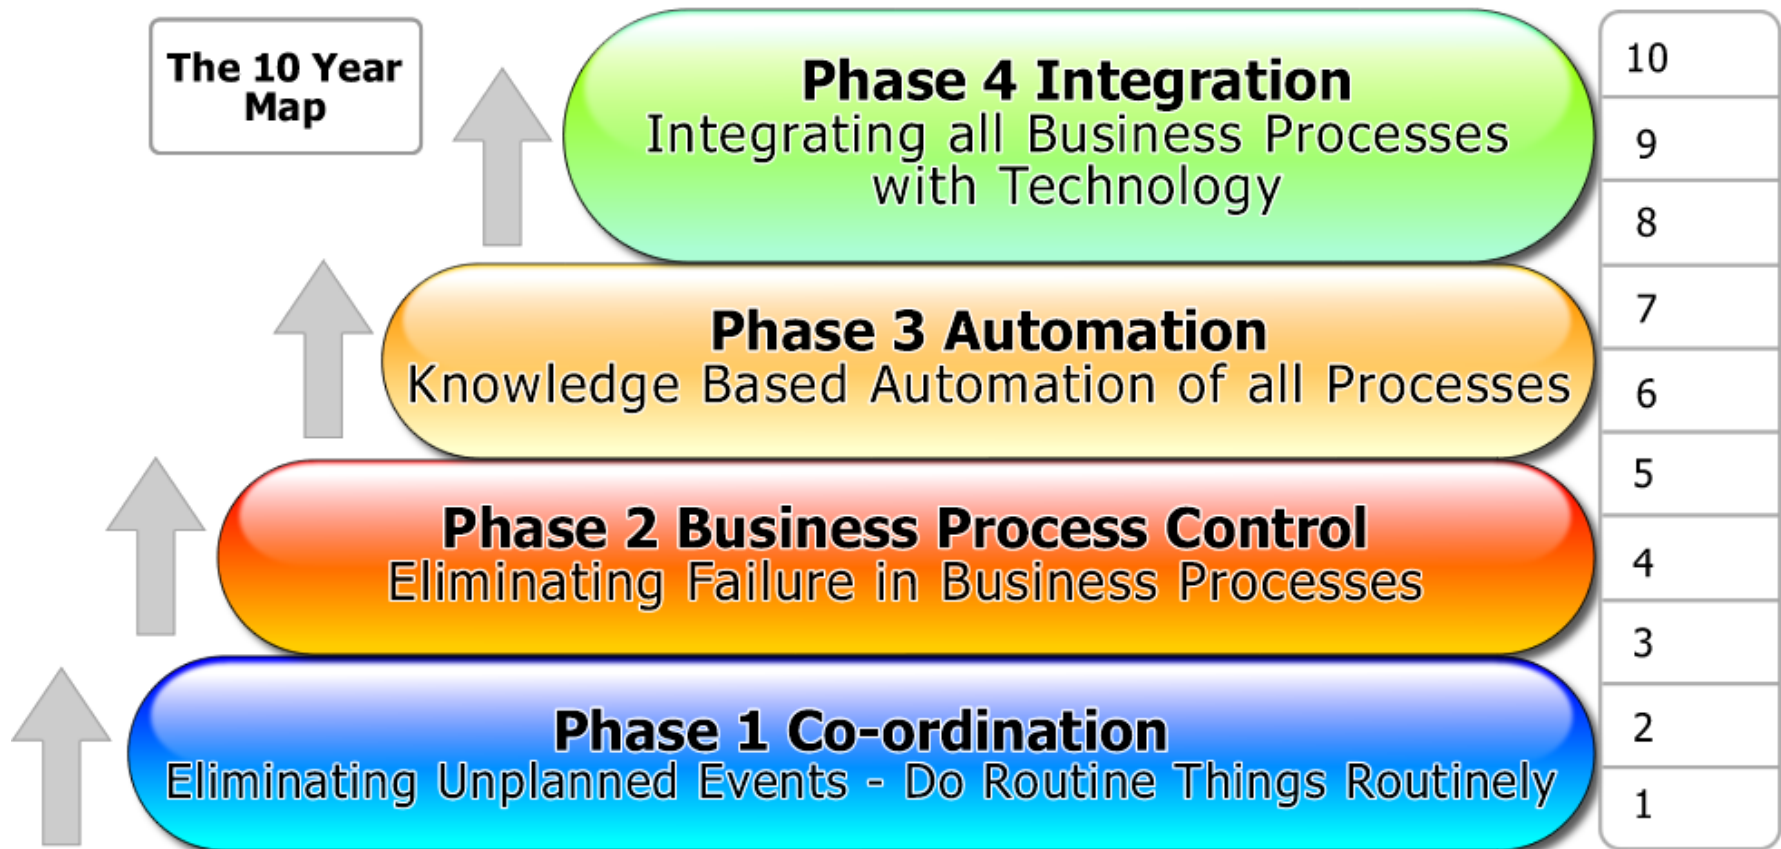 The 10 Year
Map
Phase 4 Integration
Integrating all Business Processes
with Technology
Phase 3 Automation
Knowledge Based Automation of all Processes
Phase 2 Business Process Control
Eliminating Failure in Business Processes
Phase 1 Co-ordination
Eliminating Unplanned Events - Do Routine Things Routinely
10
9
8
7
6
5
4
3
2
1